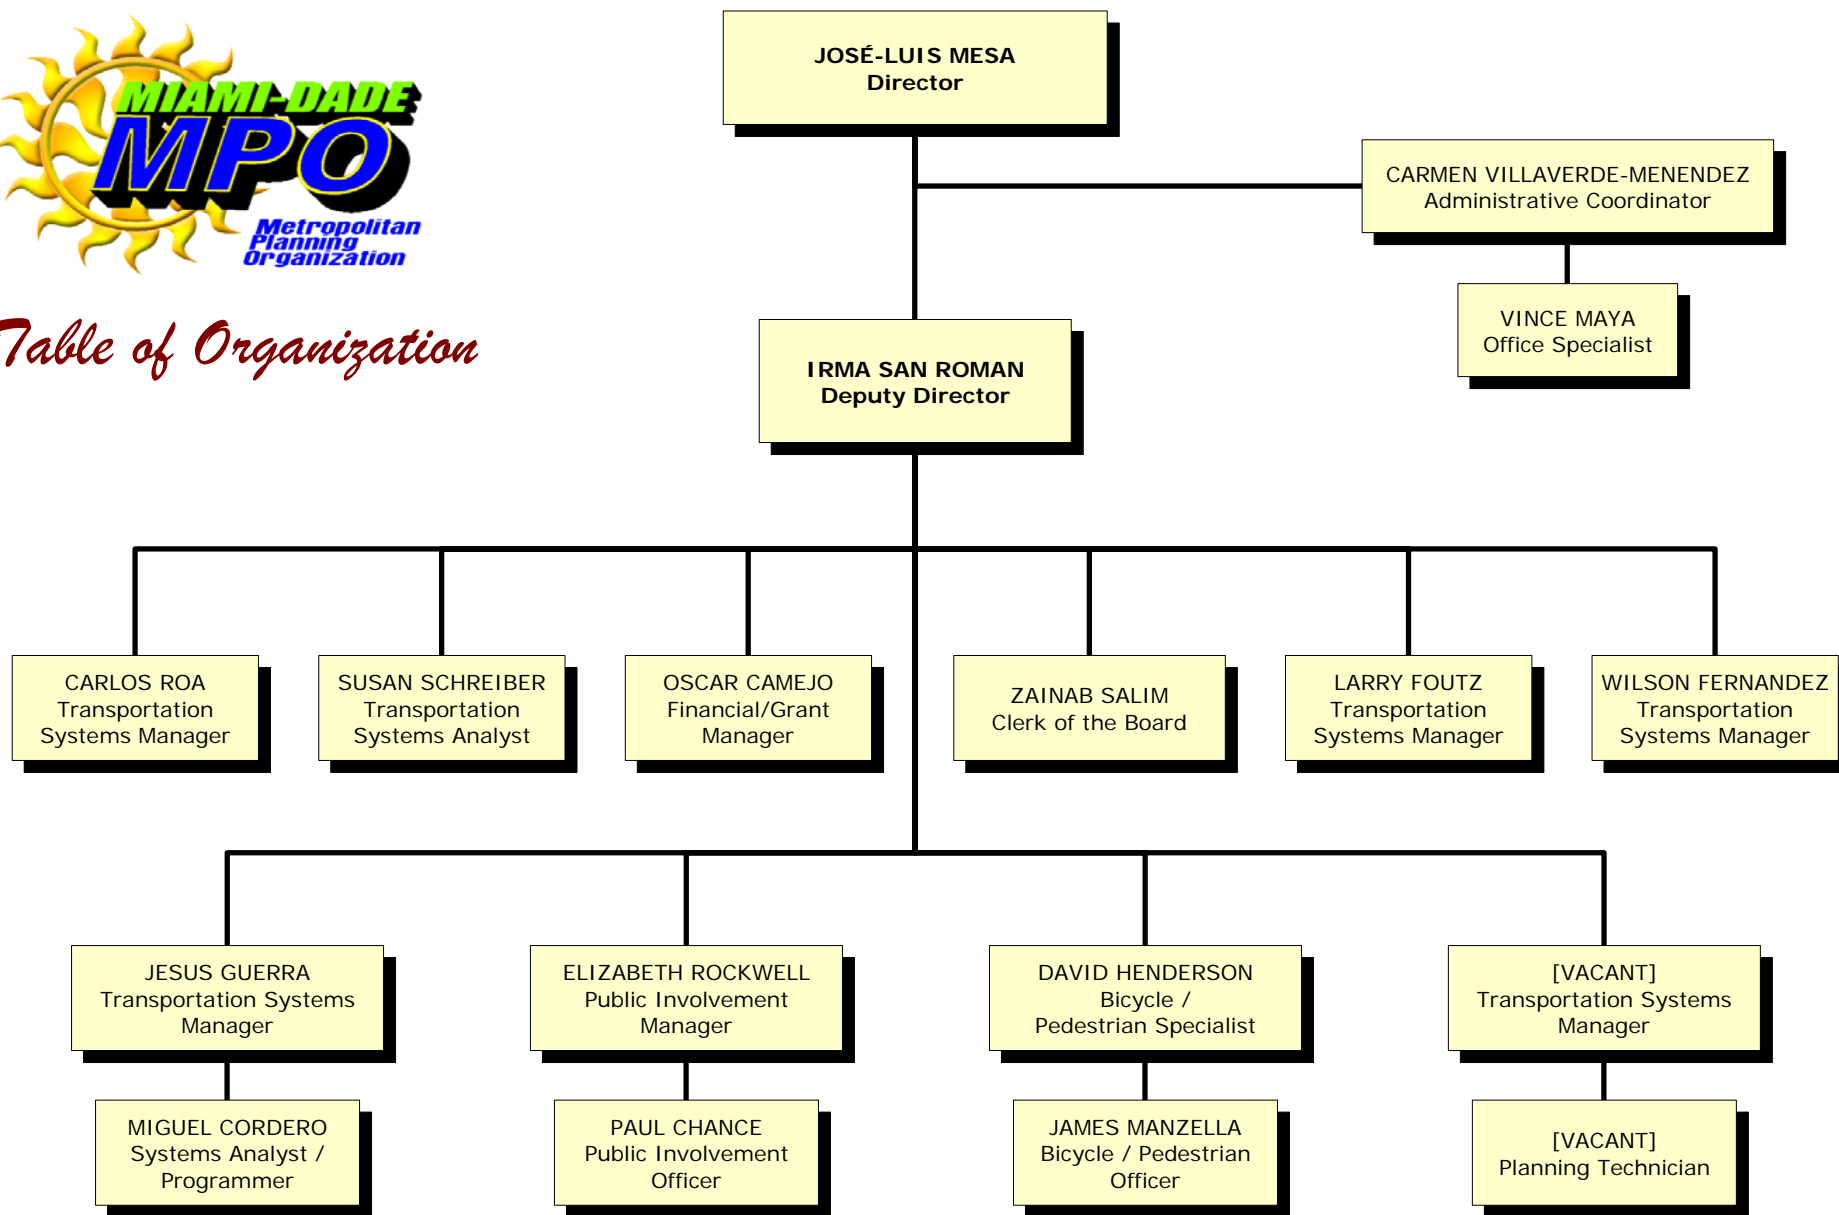 MIAMI-DADE
MPO
Metropolitan
Planning
Organization
Table of Organization
JOSÉ-LUIS MESA
Director
CARMEN VILLAVERDE-MENENDEZ
Administrative Coordinator
VINCE MAYA
Office Specialist
IRMA SAN ROMAN
Deputy Director
CARLOS ROA
Transportation
Systems Manager
SUSAN SCHREIBER
Transportation
Systems Analyst
OSCAR CAMEJO
Financial/Grant
Manager
ZAINAB SALIM
Clerk of the Board
LARRY FOUTZ
Transportation
Systems Manager
WILSON FERNANDEZ
Transportation
Systems Manager
JESUS GUERRA
Transportation Systems
Manager
ELIZABETH ROCKWELL
Public Involvement
Manager
DAVID HENDERSON
Bicycle /
Pedestrian Specialist
[VACANT]
Transportation Systems
Manager
MIGUEL CORDERO
Systems Analyst /
Programmer
PAUL CHANCE
Public Involvement
Officer
JAMES MANZELLA
Bicycle / Pedestrian
Officer
[VACANT]
Planning Technician